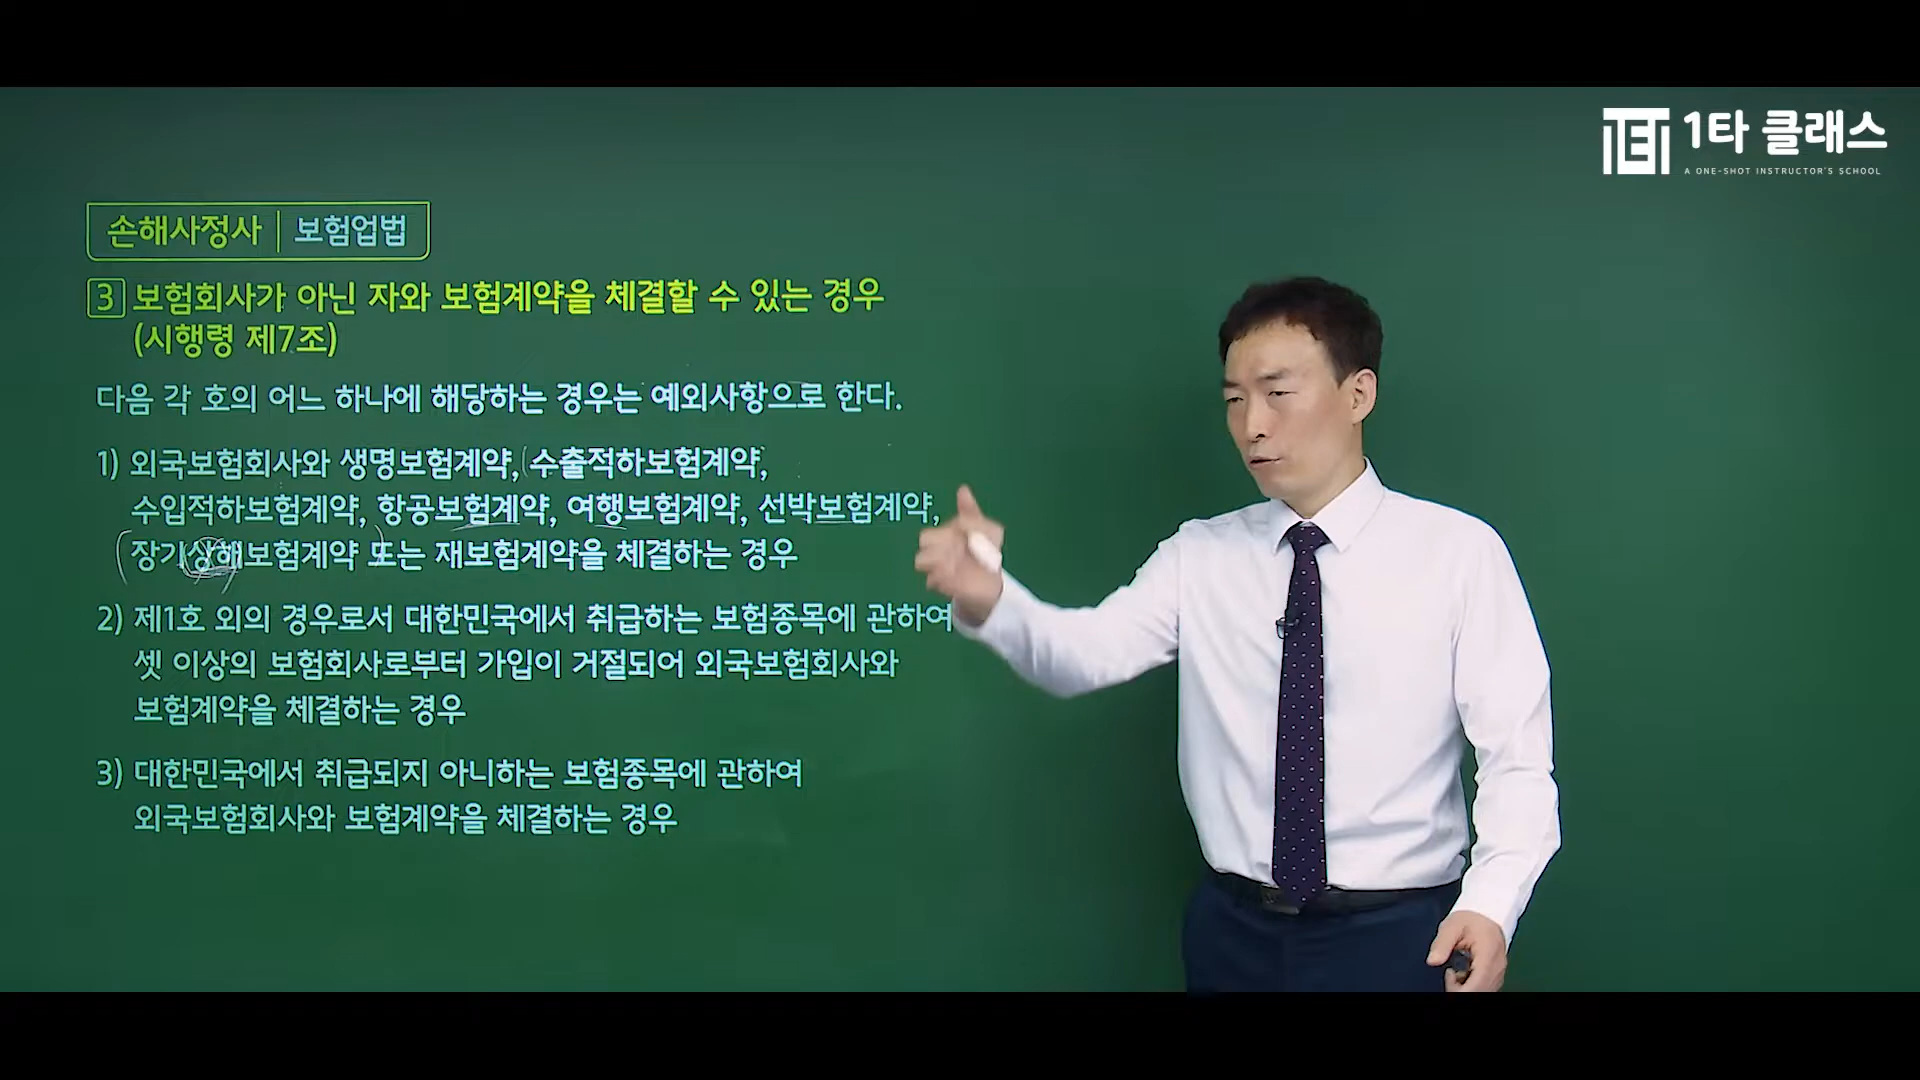 1타 클래스
A ONE-SHOT INSTRUCTOR'S SCHOOL
손해사정사 | 보험업법
3 보험회사가 아닌 자와 보험계약을 체결할 수 있는 경우
(시행령 제7조)
다음 각 호의 어느 하나에 해당하는 경우는 예외사항으로 한다.
1) 외국보험회사와 생명보험계약, 수출적하보험계약,
수입적하보험계약, 항공보험계약, 여행보험계약, 선박보험계약,
장기상해보험계약 또는 재보험계약을 체결하는 경우
2) 제1호 외의 경우로서 대한민국에서 취급하는 보험종목에 관하여
셋 이상의 보험회사로부터 가입이 거절되어 외국보험회사와
보험계약을 체결하는 경우
3) 대한민국에서 취급되지 아니하는 보험종목에 관하여
외국보험회사와 보험계약을 체결하는 경우